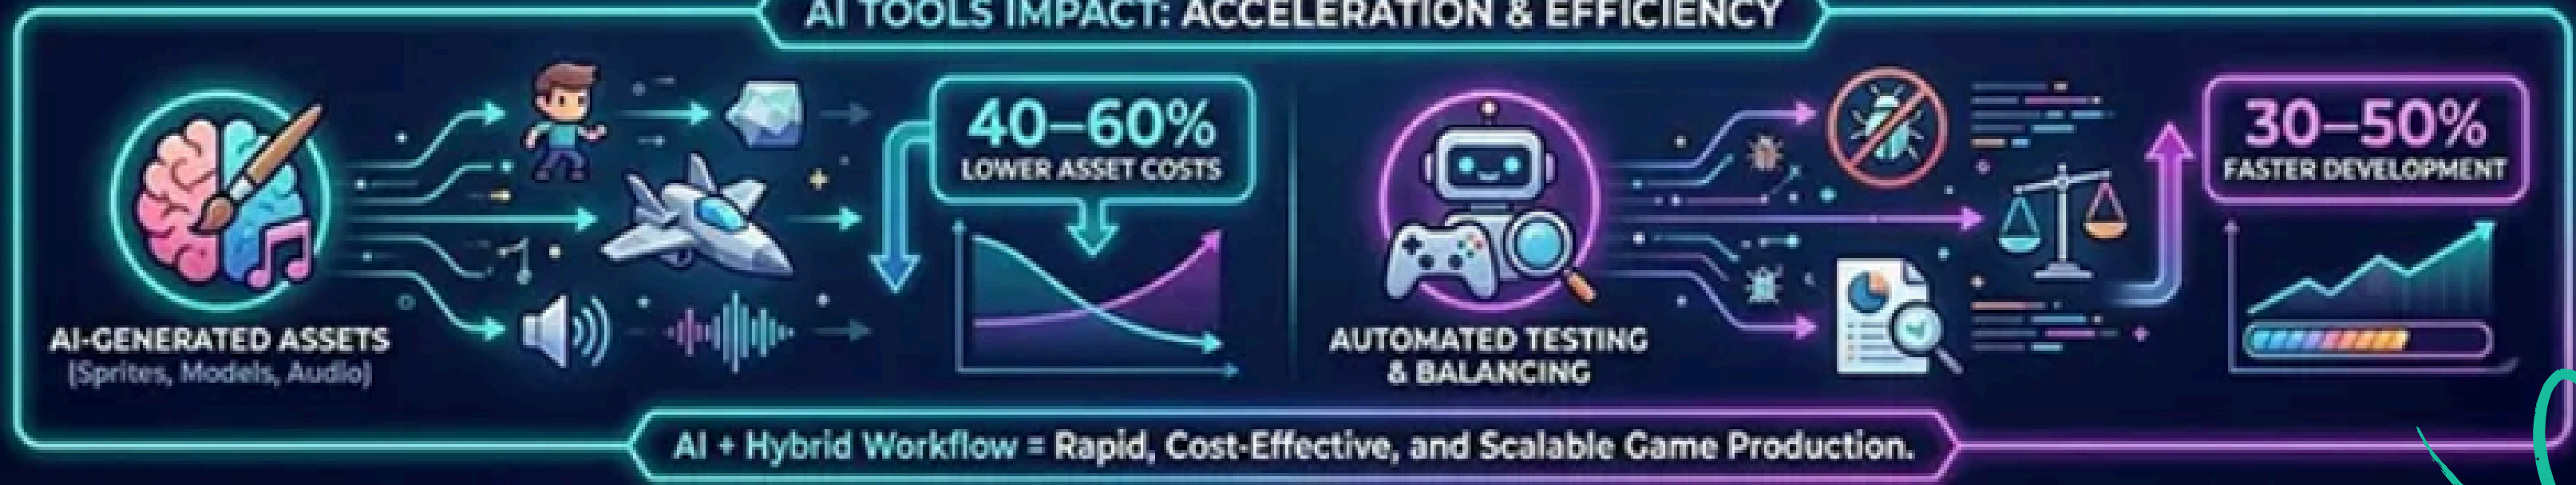 AI TOOLS IMPACT: ACCELERATION & EFFICIENCY
40–60%
LOWER ASSET COSTS
AI-GENERATED ASSETS
(Sprites, Models, Audio)
30–50%
FASTER DEVELOPMENT
AUTOMATED TESTING
& BALANCING
AI + Hybrid Workflow = Rapid, Cost-Effective, and Scalable Game Production.